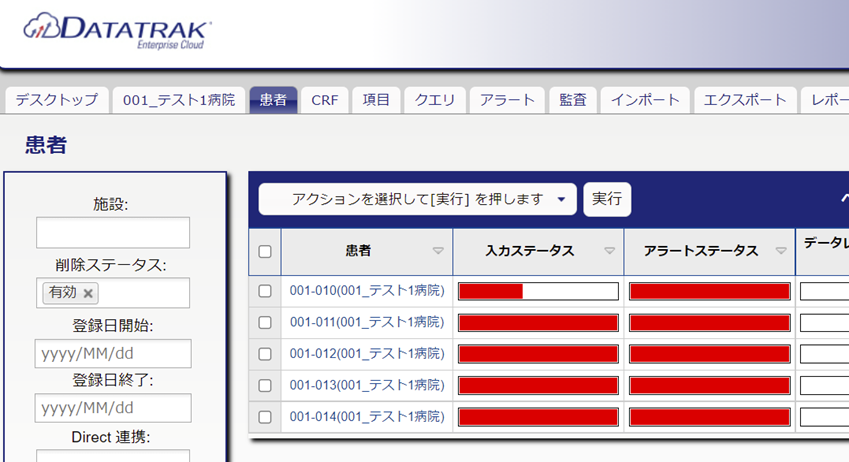 DATATRAK
Enterprise Cloud
デスクトップ 001_テスト1病院 患者 CRF 項目 クエリ アラート 監査 インポート エクスポート レポー
患者
施設:
削除ステータス:
有効 ×
登録日開始:
yyyy/MM/dd
登録日終了:
yyyy/MM/dd
Direct 連携:
アクションを選択して[実行] を押します 実行
患者 入力ステータス アラートステータス データレ
001-010(001_テスト1病院)
001-011(001_テスト1病院)
001-012(001_テスト1病院)
001-013(001_テスト1病院)
001-014(001_テスト1病院)